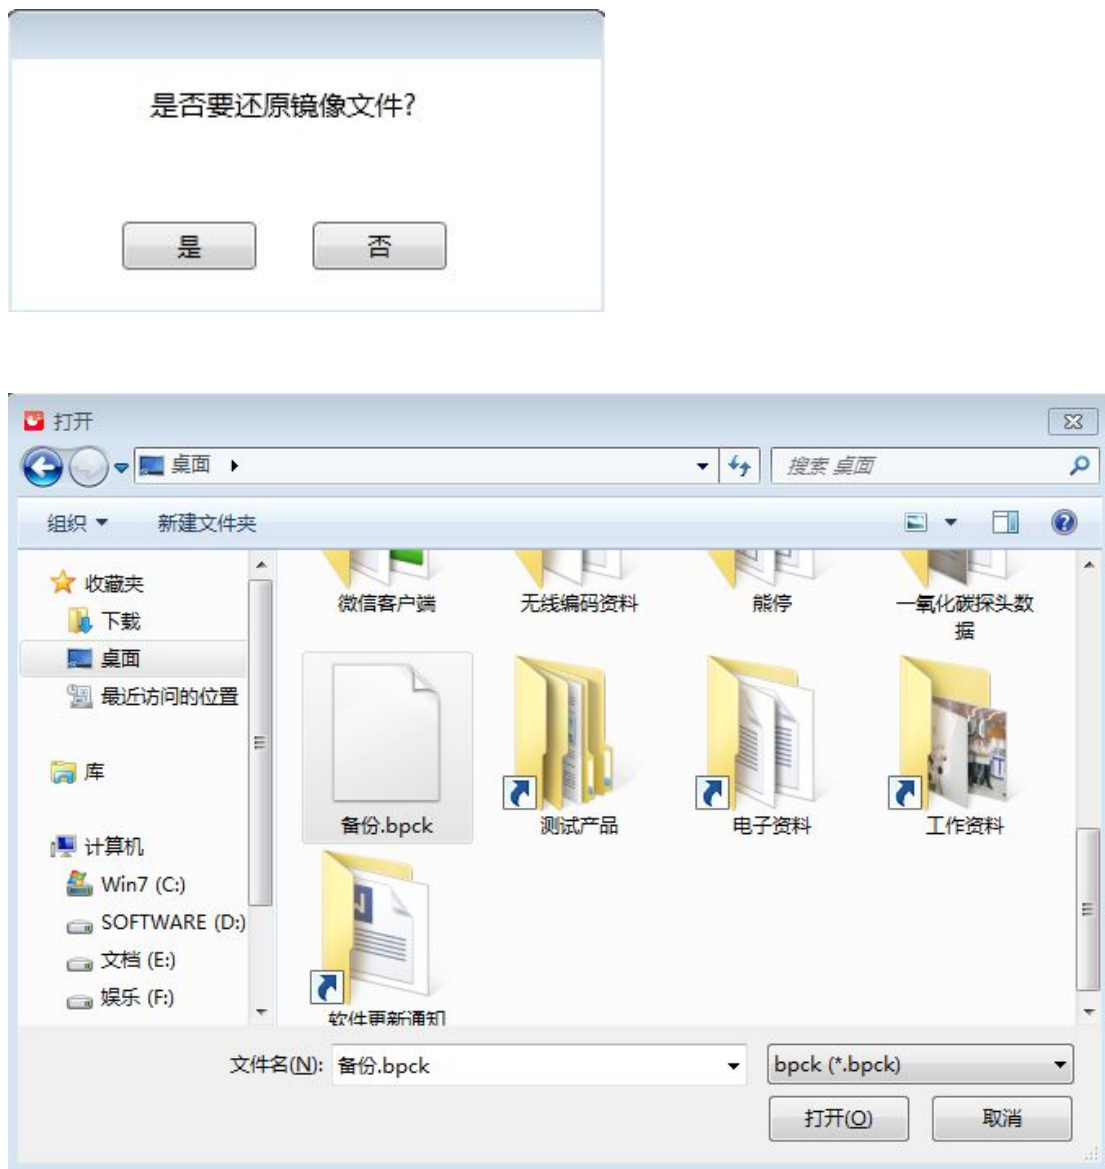 是否要还原镜像文件?
是
否
打开
桌面
搜索 桌面
组织
新建文件夹
收藏夹
下载
桌面
最近访问的位置
库
计算机
Win7 (C:)
SOFTWARE (D:)
文档 (E:)
娱乐 (F:)
微信客户端
无线编码资料
能停
一氧化碳探头数
据
备份.bpck
测试产品
电子资料
工作资料
软件更新通知
文件名(N):
备份.bpck
bpck (*.bpck)
打开(O)
取消